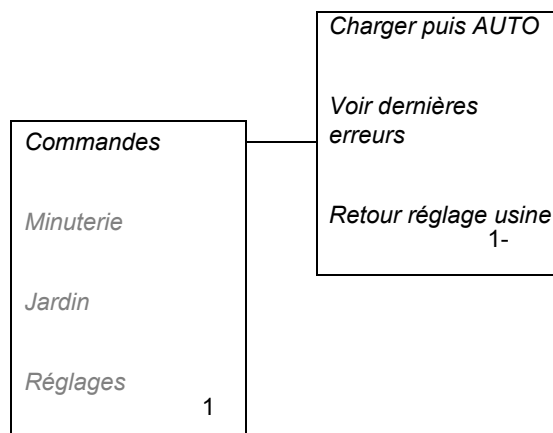 Charger puis AUTO
Voir dernières
erreurs
Retour réglage usine
1-
Commandes
Minuterie
Jardin
Réglages
1